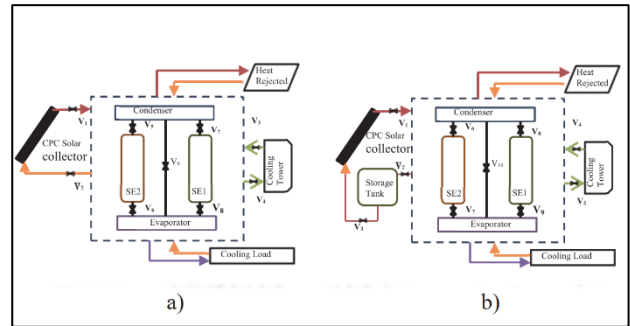 Heat
Rejected
Condenser
V₁
CPC Solar
collector
V₂
V₅
V₇
V₉
SE2
SE1
V₆
V₈
Evaporator
V₃
V₄
Cooling
Tower
Cooling Load
a)
Heat
Rejected
Condenser
V₁
CPC Solar
collector
V₂
Storage
Tank
V₃
V₆
V₈
V₁₀
SE2
SE1
V₇
V₉
Evaporator
V₄
V₅
Cooling
Tower
Cooling Load
b)